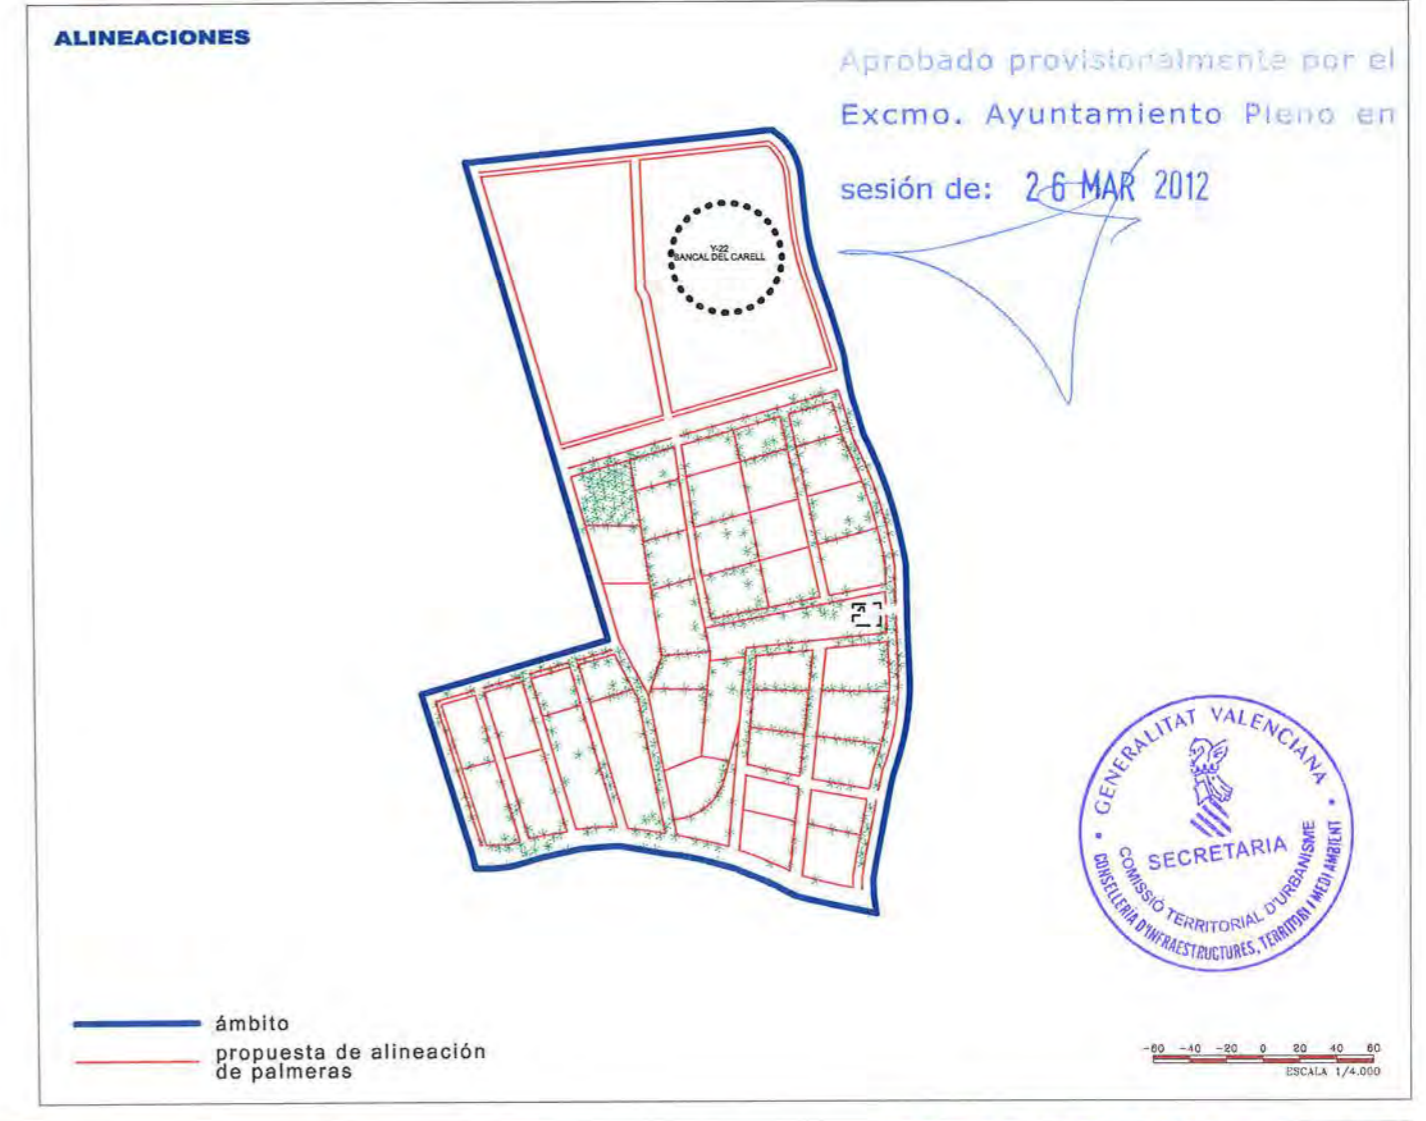 ALINEACIONES
Aprobado provisionalmente por el
Excmo. Ayuntamiento Pleno en
sesión de: 26 MAR 2012
Y-22
BANCAL DEL CARELL
GENERALITAT VALENCIANA
SECRETARIA
COMISSIÓ TERRITORIAL D'URBANISME
CONSELLERIA D'INFRAESTRUCTURES, TERRITORI I MEDI AMBIENT
ámbito
propuesta de alineación
de palmeras
-60 -40 -20 0 20 40 60
ESCALA 1/4.000